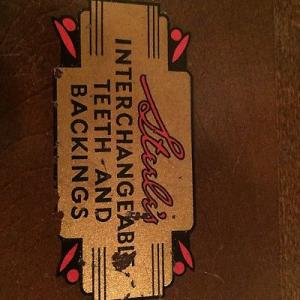 Steele's
INTERCHANGEABLE
TEETH AND
BACKINGS